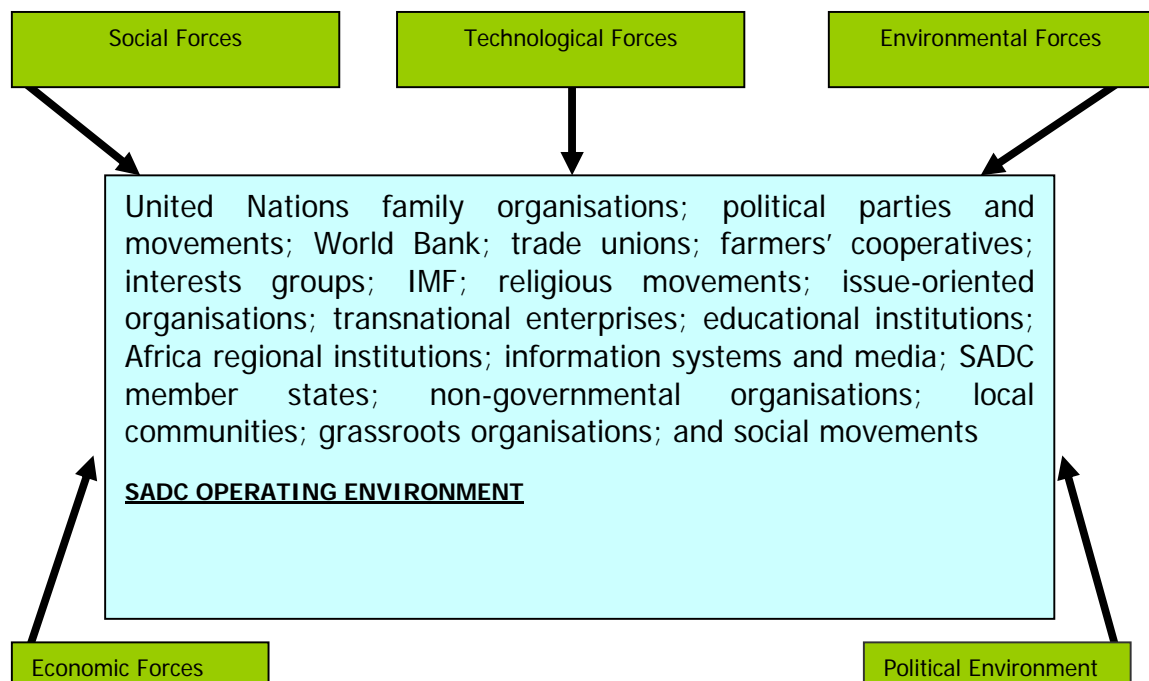 Social Forces
Technological Forces
Environmental Forces
United Nations family organisations; political parties and
movements; World Bank; trade unions; farmers' cooperatives;
interests groups; IMF; religious movements; issue-oriented
organisations; transnational enterprises; educational institutions;
Africa regional institutions; information systems and media; SADC
member states; non-governmental organisations; local
communities; grassroots organisations; and social movements
SADC OPERATING ENVIRONMENT
Economic Forces
Political Environment